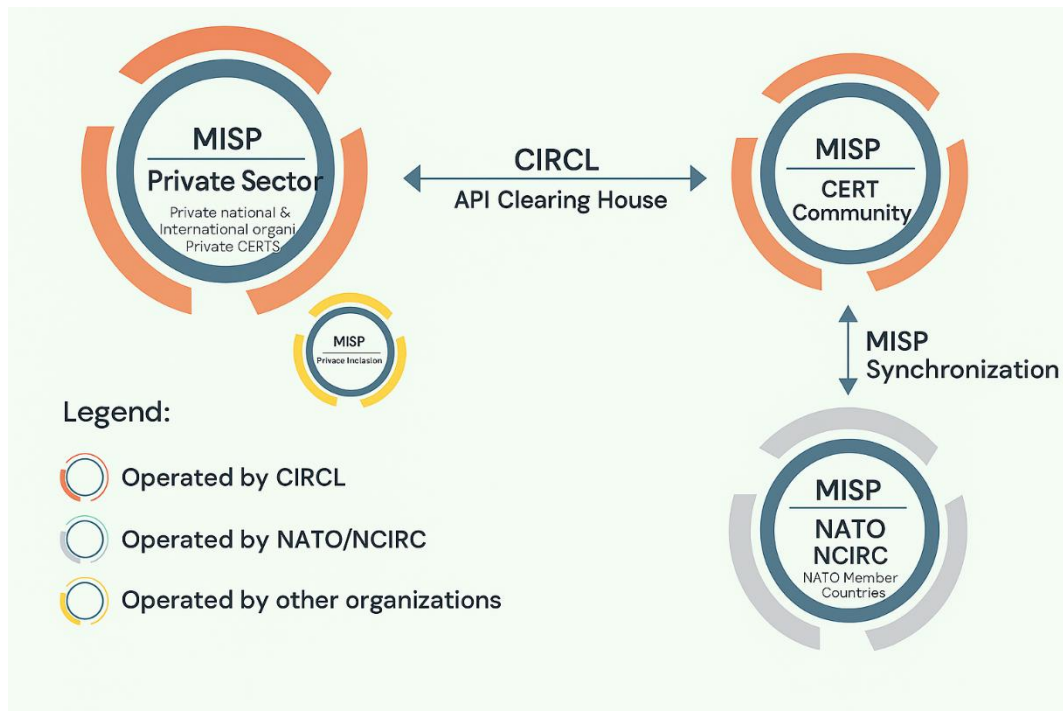 MISP
Private Sector
Private national &
International organi
Private CERTS
CIRCL
API Clearing House
MISP
CERT
Community
MISP
Privace Inclasion
MISP
Synchronization
MISP
NATO
NCIRC
NATO Member
Countries
Legend:
Operated by CIRCL
Operated by NATO/NCIRC
Operated by other organizations